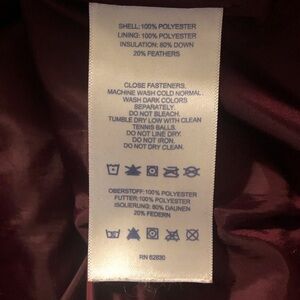 SHELL: 100% POLYESTER
LINING: 100% POLYESTER
INSULATION: 80% DOWN
20% FEATHERS
CLOSE FASTENERS.
MACHINE WASH COLD NORMAL.
WASH DARK COLORS
SEPARATELY.
DO NOT BLEACH.
TUMBLE DRY LOW WITH CLEAN
TENNIS BALLS.
DO NOT LINE DRY.
DO NOT IRON.
DO NOT DRY CLEAN.
OBERSTOFF: 100% POLYESTER
FUTTER: 100% POLYESTER
ISOLIERUNG: 80% DAUNEN
20% FEDERN
RN 62830